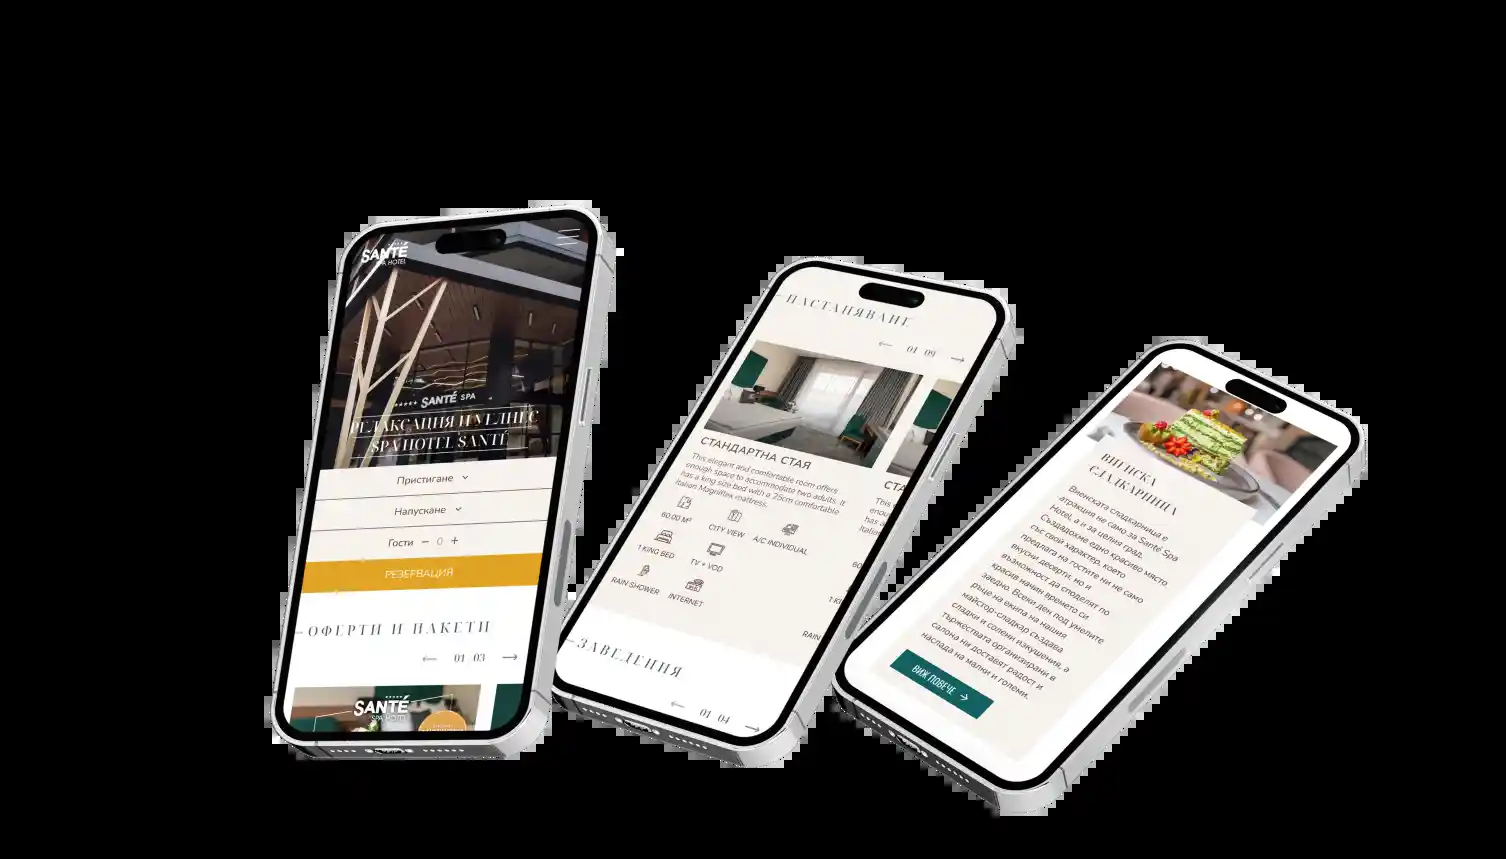 SANTÉ
SPA HOTEL
SANTÉ SPA
РЕЛАКСАЦИЯ И УЕЛНЕС
SPA HOTEL SANTÉ
Пристигане
Напускане
Гости − 0 +
РЕЗЕРВАЦИЯ
ОФЕРТИ И ПАКЕТИ
← 01 03 →
SANTÉ
SPA HOTEL
НАСТАНЯВАНЕ
← 01 09 →
СТАНДАРТНА СТАЯ
This elegant and comfortable room offers
enough space to accommodate two adults. It
has a king size bed with a 25cm comfortable
Italian Magniflex mattress.
60.00 M²
CITY VIEW
A/C INDIVIDUAL
1 KING BED
TV + VOD
RAIN SHOWER
INTERNET
СТА
This
enou
has a
Italian
60
1 KI
RAIN
ЗАВЕДЕНИЯ
← 01 04 →
ВИЕНСКА
СЛАДКАРНИЦА
Виенската сладкарница е
атракция не само за Santé Spa
Hotel, а и за целия град.
Създадохме едно красиво място
със свой характер, което
предлага на гостите ни не само
вкусни десерти, но и
възможност да споделят по
красив начин времето си
заедно. Всеки ден под умелите
ръце на екипа на нашия
майстор-сладкар създава
сладки и солени изкушения, а
тържествата организирани в
салона ни доставят радост и
наслада на малки и големи.
ВИЖ ПОВЕЧЕ →